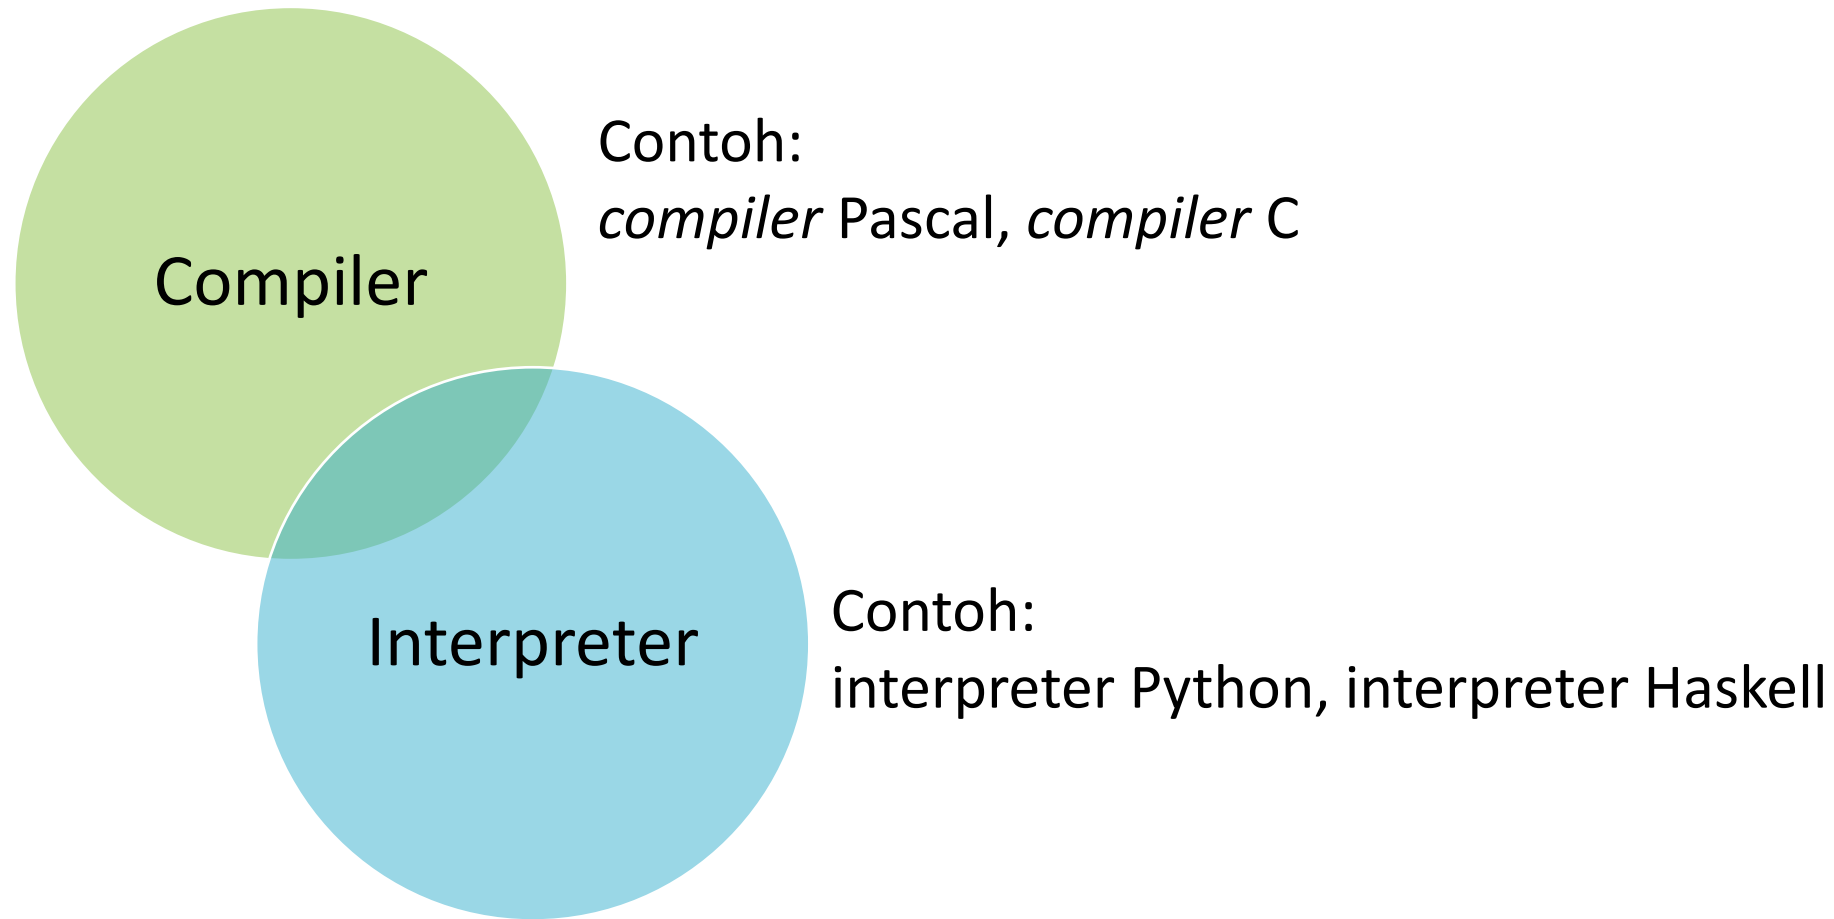 Compiler
Contoh:
compiler Pascal, compiler C
Interpreter
Contoh:
interpreter Python, interpreter Haskell